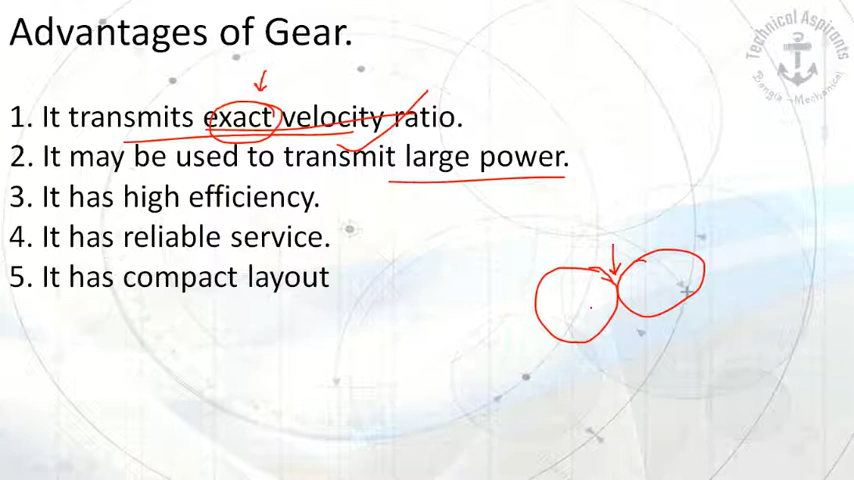 Advantages of Gear.
1. It transmits exact velocity ratio.
2. It may be used to transmit large power.
3. It has high efficiency.
4. It has reliable service.
5. It has compact layout
Technical Aspirants
Bangla - Mechanical